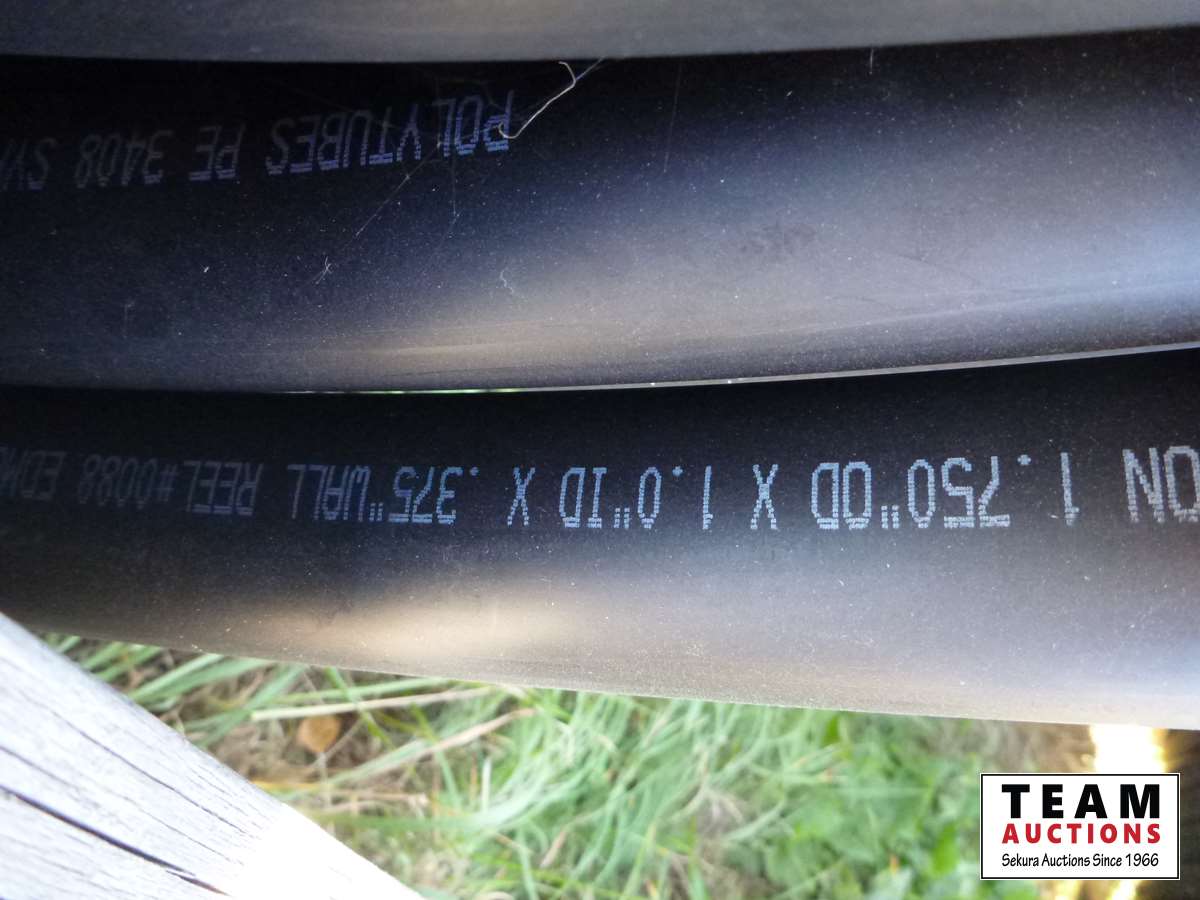 POLYTUBES PE 3408
1.750"OD X 1.0"ID X .375"WALL REEL#0088
TEAM
AUCTIONS
Sekura Auctions Since 1966